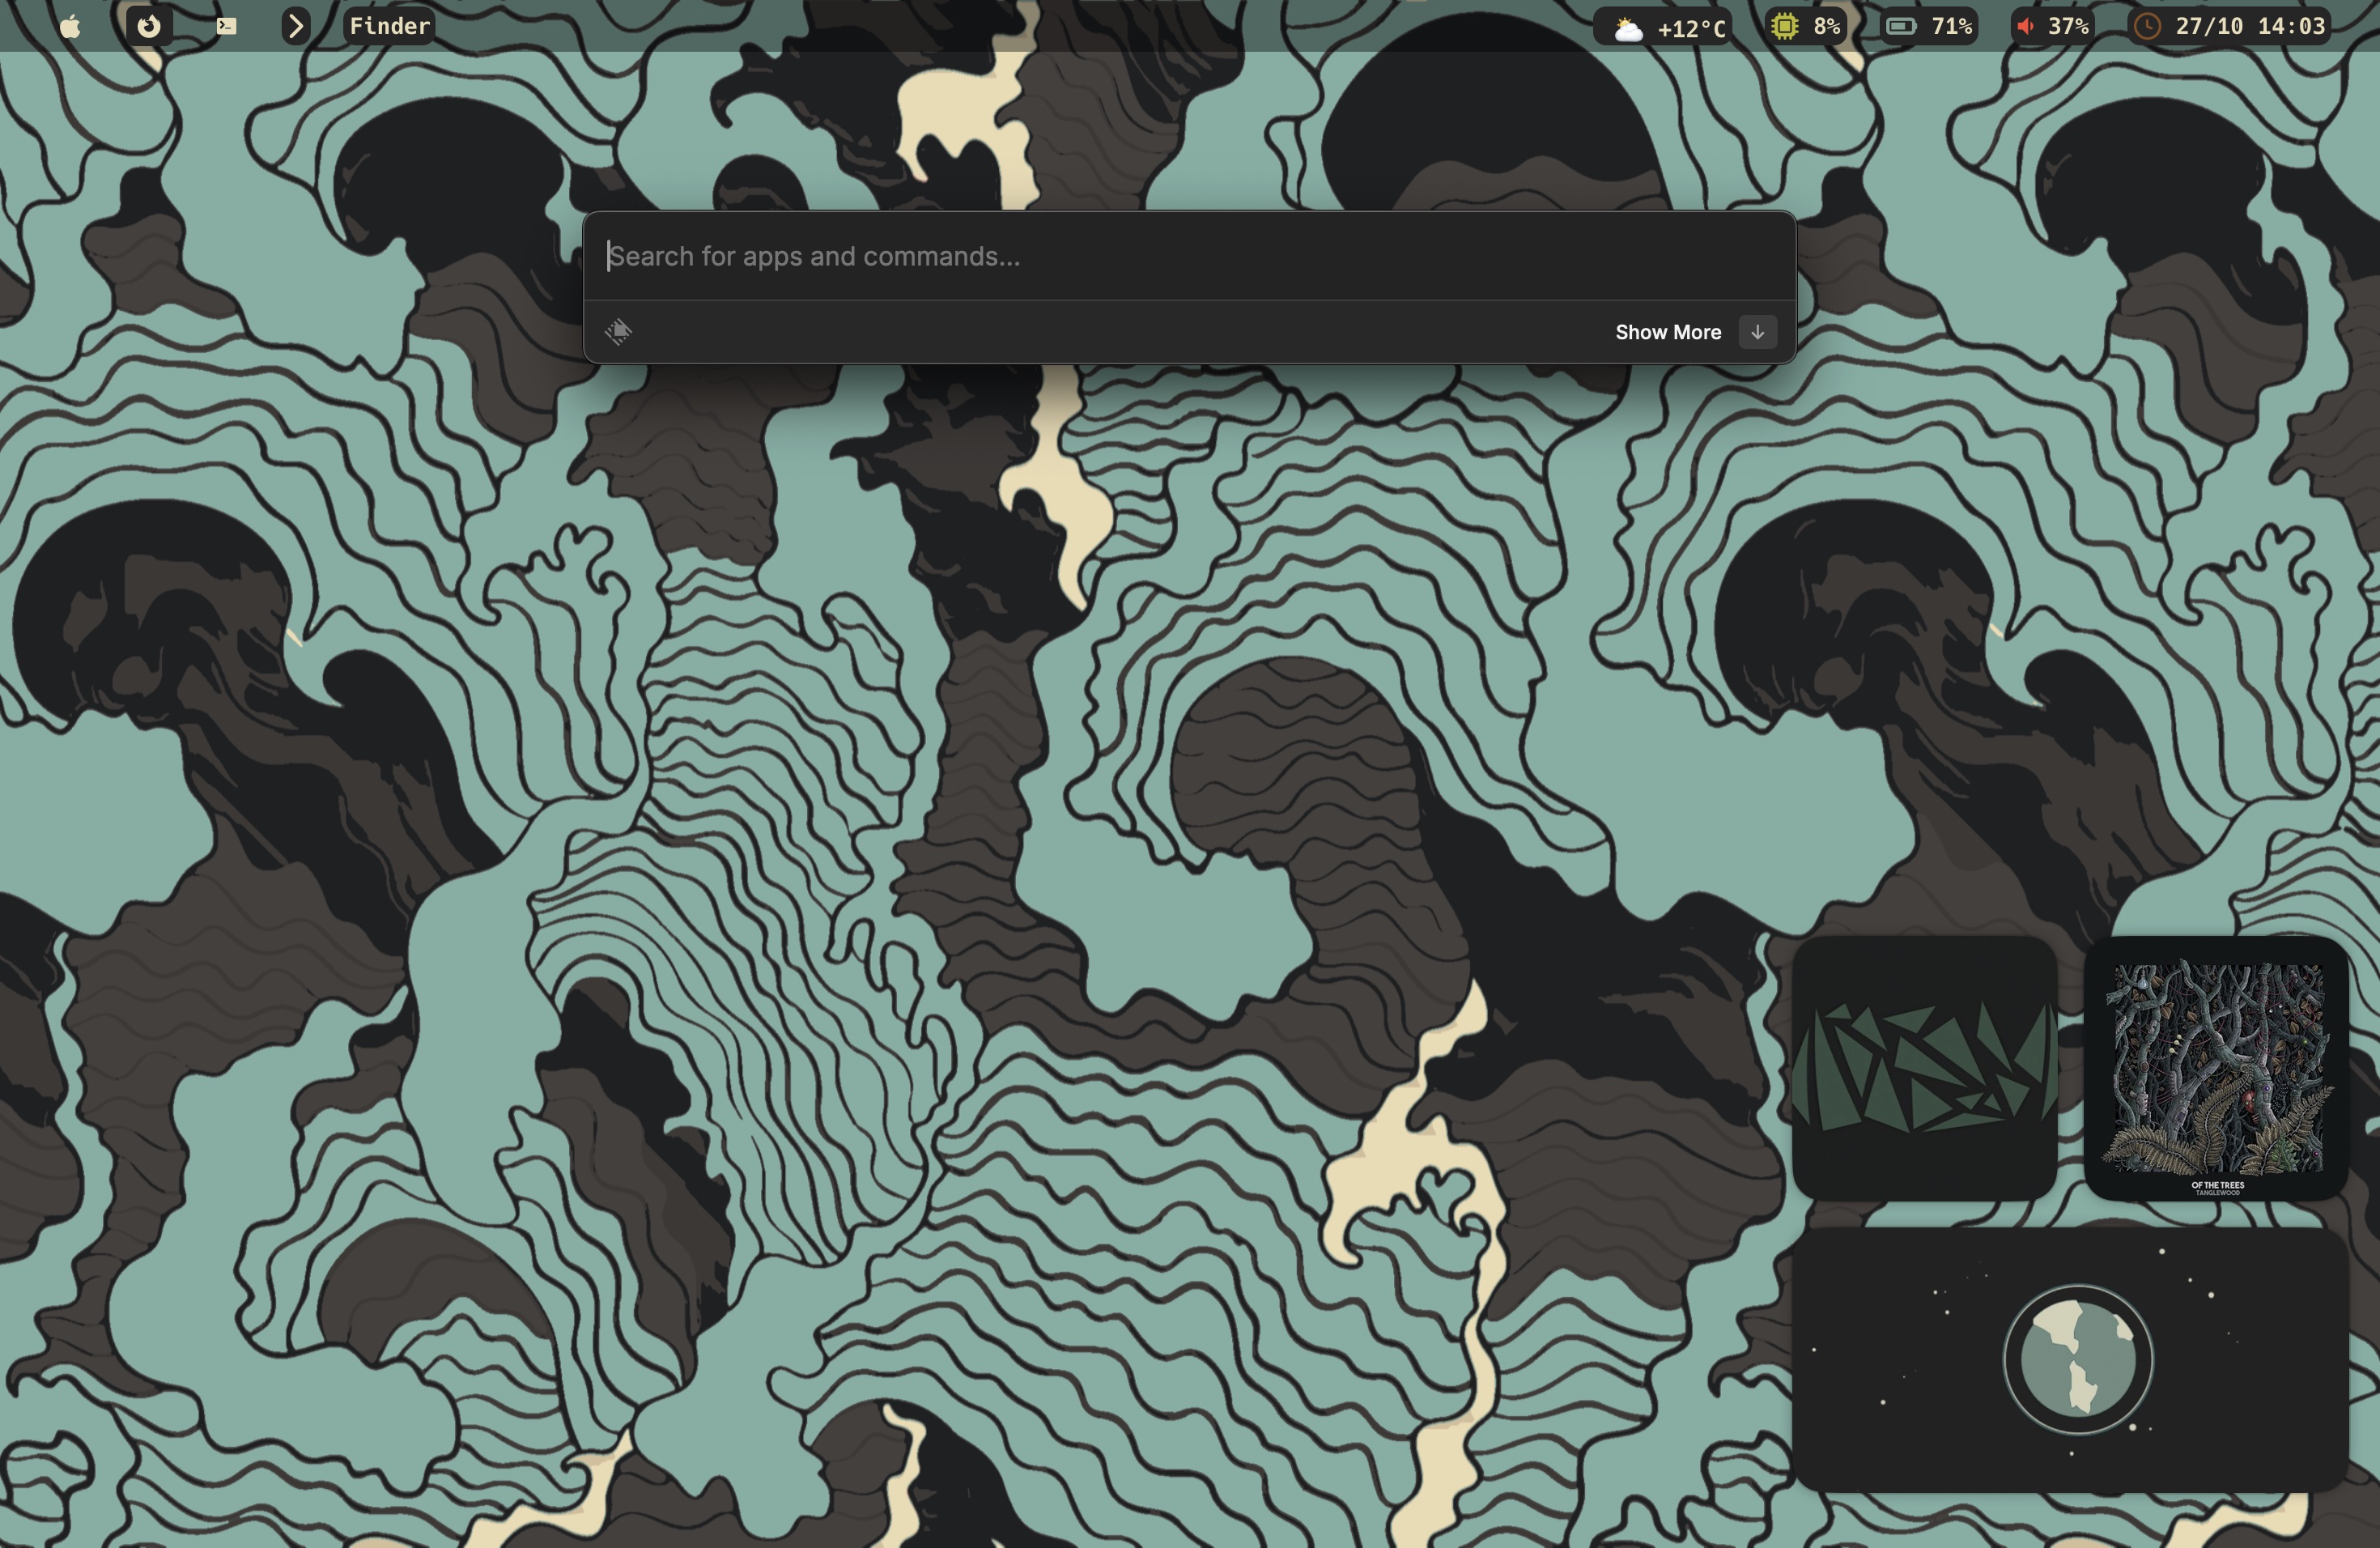 Finder
+12°C
8%
71%
37%
27/10 14:03
Search for apps and commands...
Show More
OF THE TREES
TANGLEWOOD